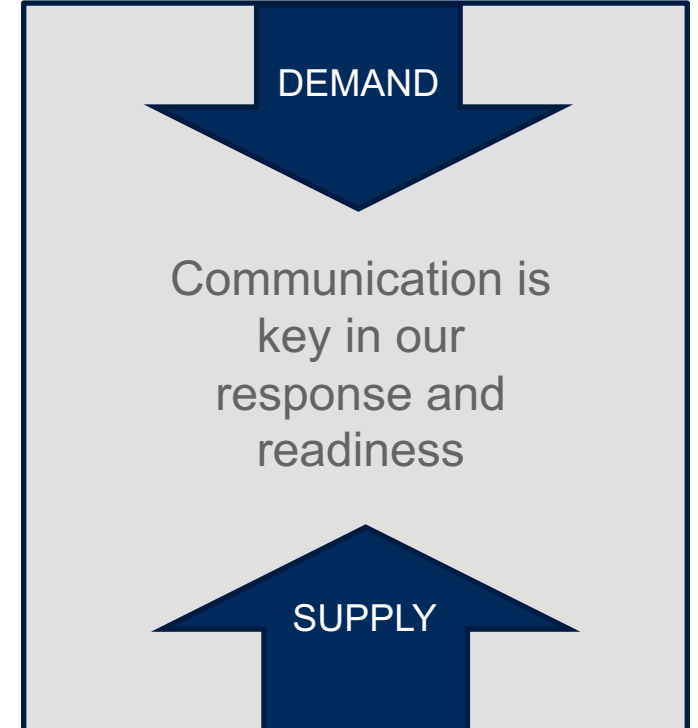 DEMAND
Communication is
key in our
response and
readiness
SUPPLY